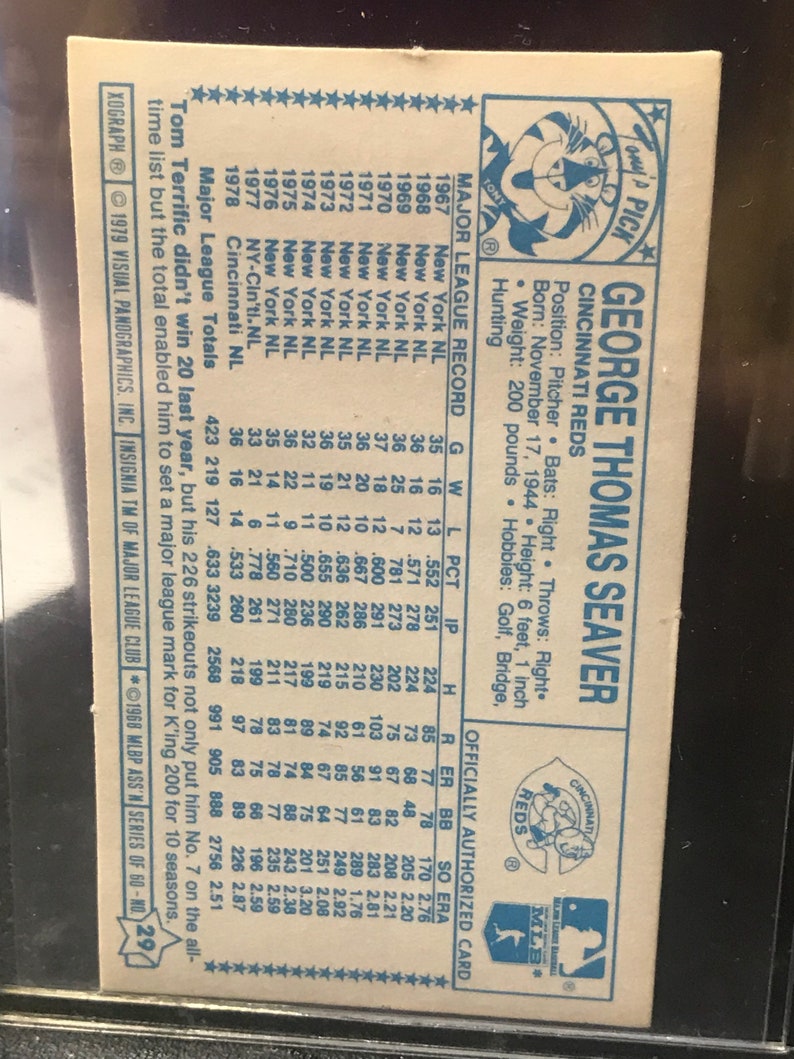 Tony's PICK
TONY
®
GEORGE THOMAS SEAVER
CINCINNATI REDS
Position: Pitcher • Bats: Right • Throws: Right•
Born: November 17, 1944 • Height: 6 feet, 1 inch
• Weight: 200 pounds • Hobbies: Golf, Bridge,
Hunting
CINCINNATI
REDS
®
MAJOR LEAGUE BASEBALL
®
MLB
*
MAJOR LEAGUE RECORD G W L PCT IP H R ER BB SO ERA
OFFICIALLY AUTHORIZED CARD
1967 New York NL 35 16 13 .552 251 224 85 77 78 170 2.76
1968 New York NL 36 16 12 .571 278 224 73 68 48 205 2.20
1969 New York NL 36 25 7 .781 273 202 75 67 82 208 2.21
1970 New York NL 37 18 12 .600 291 230 103 91 83 283 2.81
1971 New York NL 36 20 10 .667 286 210 61 56 61 289 1.76
1972 New York NL 35 21 12 .636 262 215 92 85 77 249 2.92
1973 New York NL 36 19 10 .655 290 219 74 67 64 251 2.08
1974 New York NL 32 11 11 .500 236 199 89 84 75 201 3.20
1975 New York NL 36 22 9 .710 280 217 81 74 88 243 2.38
1976 New York NL 35 14 11 .560 271 211 83 78 77 235 2.59
1977 NY-Cin'ti.NL 33 21 6 .778 261 199 78 75 66 196 2.59
1978 Cincinnati NL 36 16 14 .533 260 218 97 83 89 226 2.87
Major League Totals 423 219 127 .633 3239 2568 991 905 888 2756 2.51
Tom Terrific didn't win 20 last year, but his 226 strikeouts not only put him No. 7 on the all-
time list but the total enabled him to set a major league mark for K'ing 200 for 10 seasons.
XOGRAPH ® © 1979 VISUAL PANOGRAPHICS, INC. INSIGNIA TM OF MAJOR LEAGUE CLUB *©1968 MLBP ASS'N SERIES OF 60-NO. 29